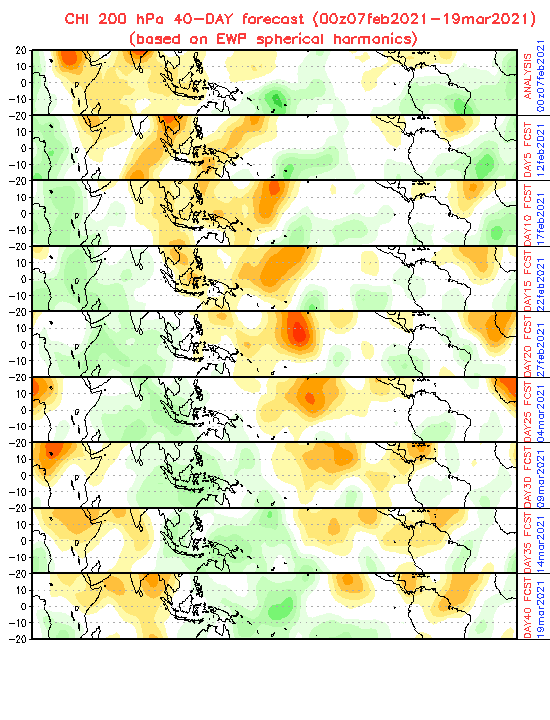 CHI 200 hPa 40-DAY forecast (00z07feb2021-19mar2021)
(based on EWP spherical harmonics)
20
10
0
-10
ANALYSIS
00z07feb2021
-20
10
0
-10
DAY5 FCST
12feb2021
-20
10
0
-10
DAY10 FCST
17feb2021
-20
10
0
-10
DAY15 FCST
22feb2021
-20
10
0
-10
DAY20 FCST
27feb2021
-20
10
0
-10
DAY25 FCST
04mar2021
-20
10
0
-10
DAY30 FCST
09mar2021
-20
10
0
-10
DAY35 FCST
14mar2021
-20
10
0
-10
-20
DAY40 FCST
19mar2021